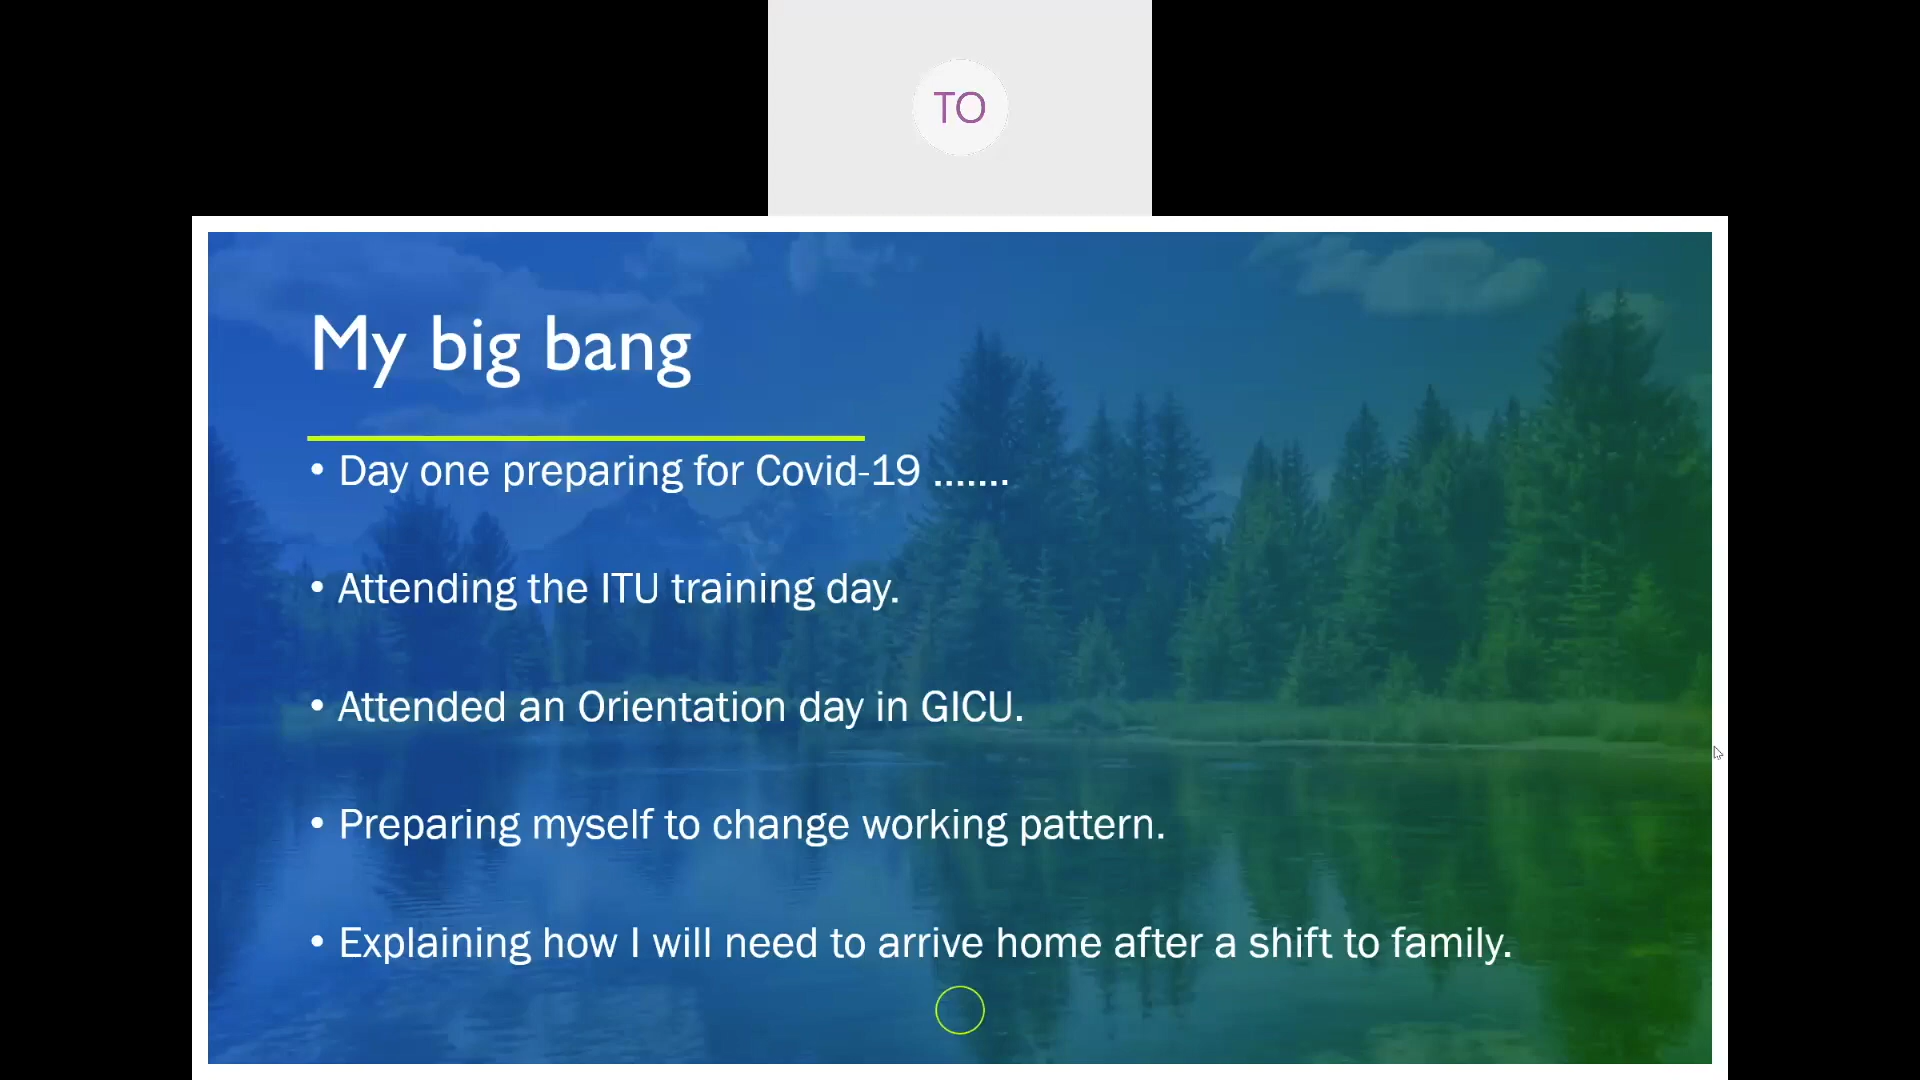 TO
My big bang
• Day one preparing for Covid-19 .......
• Attending the ITU training day.
• Attended an Orientation day in GICU.
• Preparing myself to change working pattern.
• Explaining how I will need to arrive home after a shift to family.